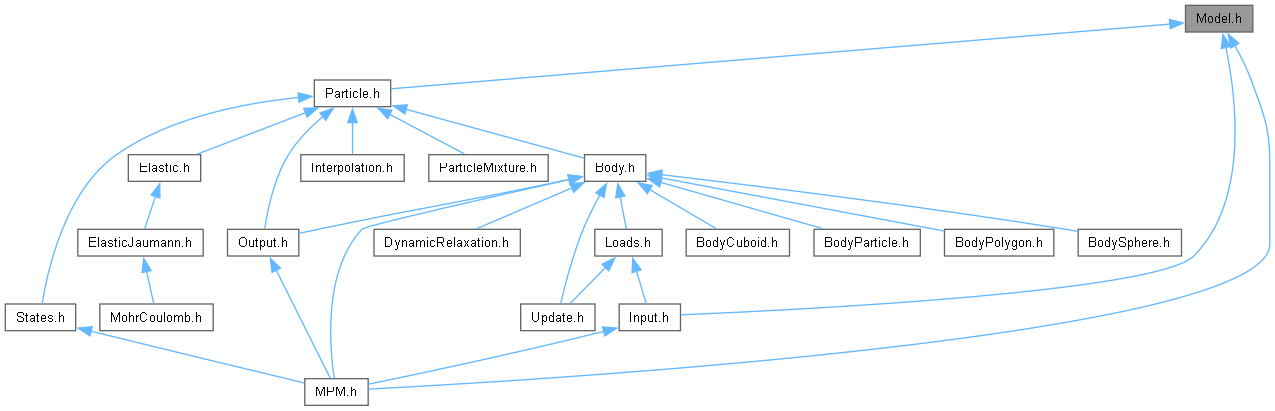 Model.h
Particle.h
Elastic.h
Interpolation.h
ParticleMixture.h
Body.h
ElasticJaumann.h
Output.h
DynamicRelaxation.h
Loads.h
BodyCuboid.h
BodyParticle.h
BodyPolygon.h
BodySphere.h
States.h
MohrCoulomb.h
Update.h
Input.h
MPM.h